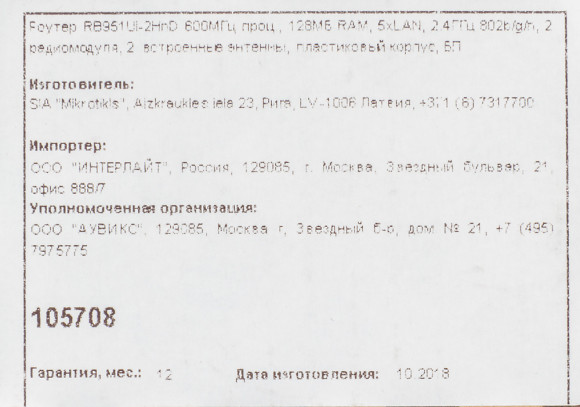 Роутер RB951Ui-2HnD 600МГц проц., 128МБ RAM, 5xLAN, 2.4ГГц 802b/g/n, 2
радиомодуля, 2 встроенные антенны, пластиковый корпус, БП
Изготовитель:
SIA "Mikrotikls", Aizkraukles iela 23, Рига, LV-1006 Латвия, +371 (6) 7317700
Импортер:
ООО "ИНТЕРЛАЙТ", Россия, 129085, г. Москва, Звездный бульвар, 21,
офис 888/7
Уполномоченная организация:
ООО "АУВИКС", 129085, Москва г, Звездный б-р, дом № 21, +7 (495)
7975775
105708
Гарантия, мес.: 12 Дата изготовления: 10.2018